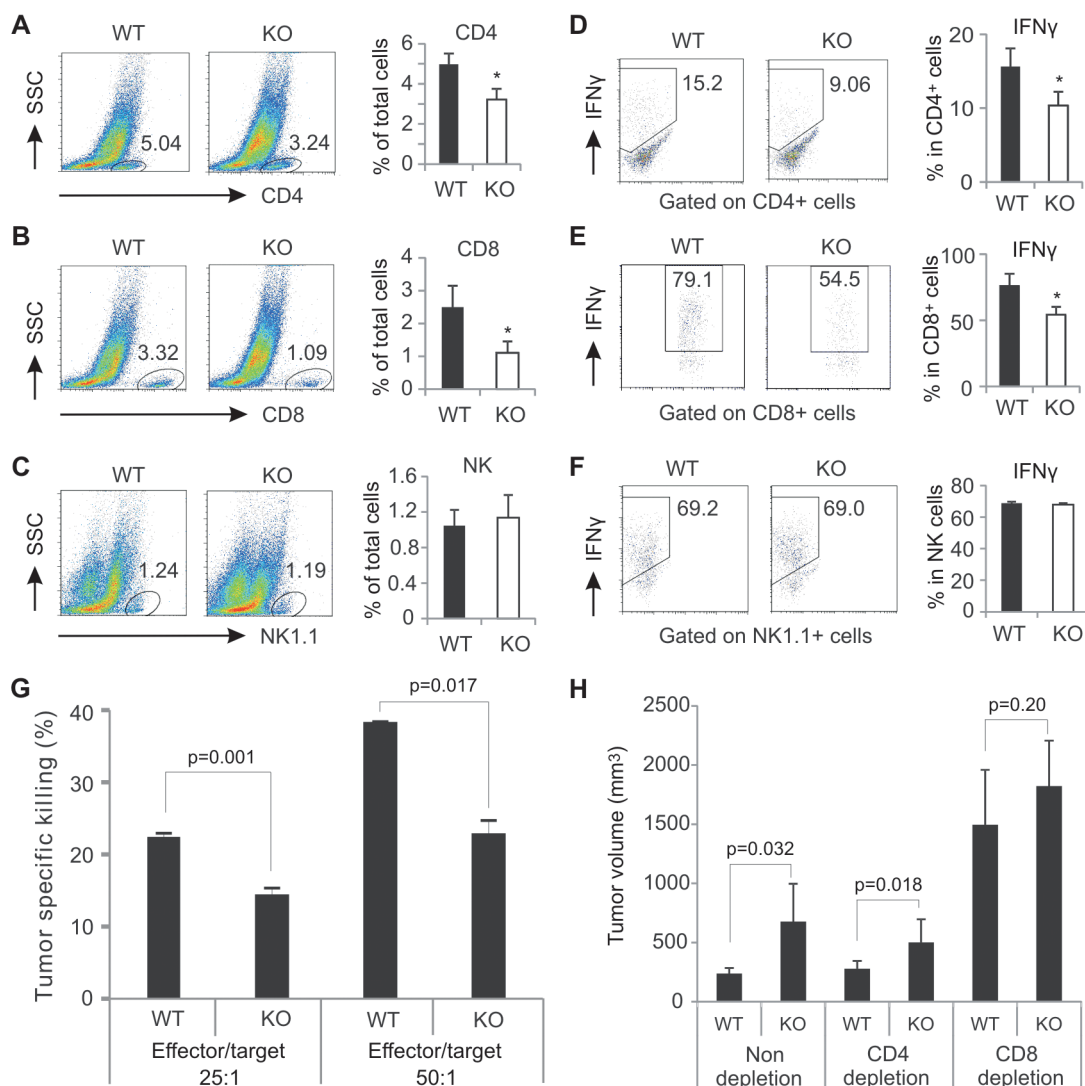 A
WT
KO
SSC
5.04
3.24
CD4
CD4
% of total cells
6
4
2
0
*
WT
KO
D
WT
KO
IFNγ
15.2
9.06
Gated on CD4+ cells
IFNγ
% in CD4+ cells
20
10
0
*
WT
KO
B
WT
KO
SSC
3.32
1.09
CD8
CD8
% of total cells
4
3
2
1
0
*
WT
KO
E
WT
KO
IFNγ
79.1
54.5
Gated on CD8+ cells
IFNγ
% in CD8+ cells
100
50
0
*
WT
KO
C
WT
KO
SSC
1.24
1.19
NK1.1
NK
% of total cells
1.6
1.2
0.8
0.4
0
WT
KO
F
WT
KO
IFNγ
69.2
69.0
Gated on NK1.1+ cells
IFNγ
% in NK cells
80
60
40
20
0
WT
KO
G
Tumor specific killing (%)
40
30
20
10
0
p=0.001
p=0.017
WT
KO
WT
KO
Effector/target
25:1
Effector/target
50:1
H
Tumor volume (mm3)
2500
2000
1500
1000
500
0
p=0.032
p=0.018
p=0.20
WT
KO
WT
KO
WT
KO
Non
depletion
CD4
depletion
CD8
depletion